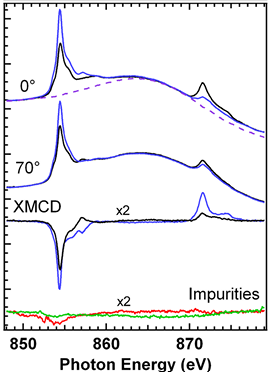 0°
70°
XMCD
x2
Impurities
x2
850
860
870
Photon Energy (eV)